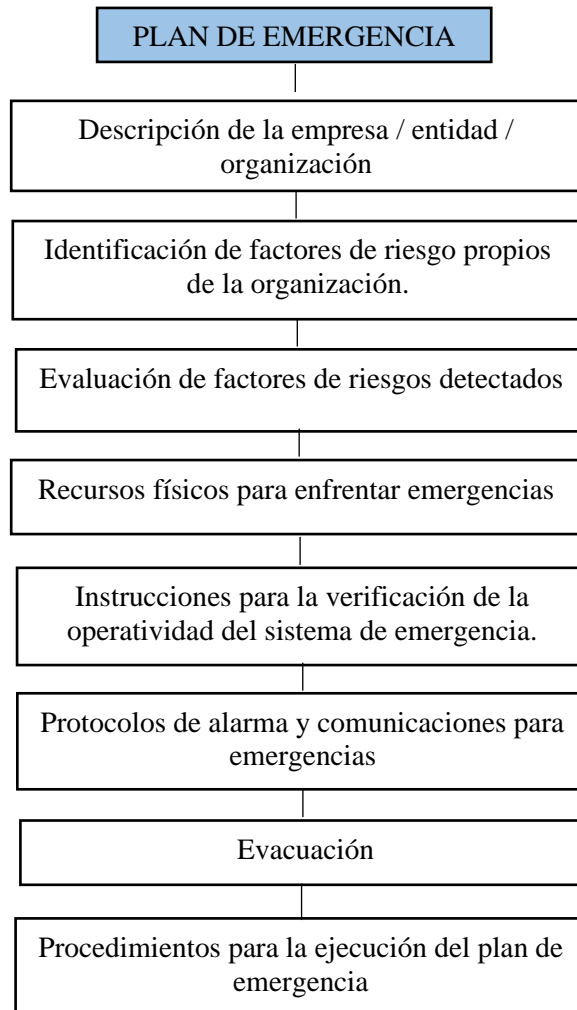 PLAN DE EMERGENCIA
Descripción de la empresa / entidad /
organización
Identificación de factores de riesgo propios
de la organización.
Evaluación de factores de riesgos detectados
Recursos físicos para enfrentar emergencias
Instrucciones para la verificación de la
operatividad del sistema de emergencia.
Protocolos de alarma y comunicaciones para
emergencias
Evacuación
Procedimientos para la ejecución del plan de
emergencia